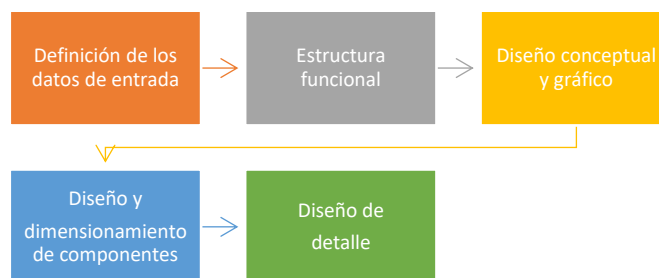 Definición de los
datos de entrada
Estructura
funcional
Diseño conceptual
y gráfico
Diseño y
dimensionamiento
de componentes
Diseño de
detalle